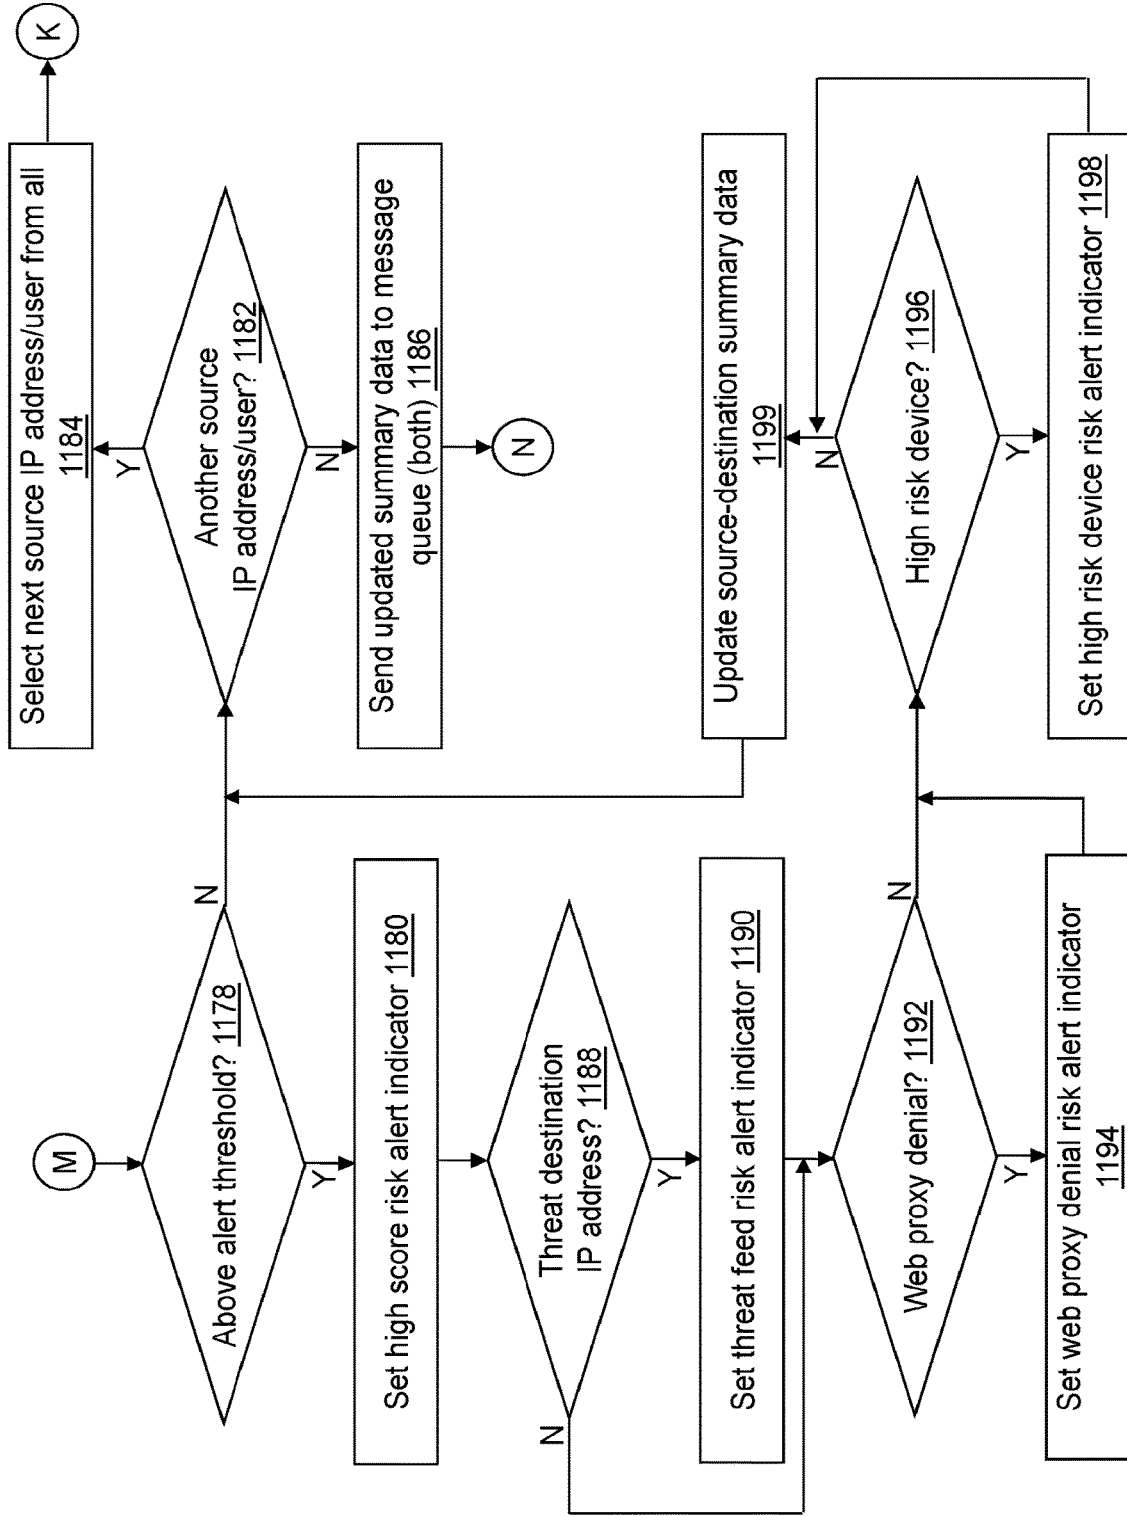 M
Above alert threshold? 1178
N
Y
Set high score risk alert indicator 1180
Threat destination
IP address? 1188
N
Y
Set threat feed risk alert indicator 1190
Web proxy denial? 1192
N
Y
Set web proxy denial risk alert indicator
1194
K
Select next source IP address/user from all
1184
Y
Another source
IP address/user? 1182
N
Send updated summary data to message
queue (both) 1186
N
Update source-destination summary data
1199
N
High risk device? 1196
Y
Set high risk device risk alert indicator 1198